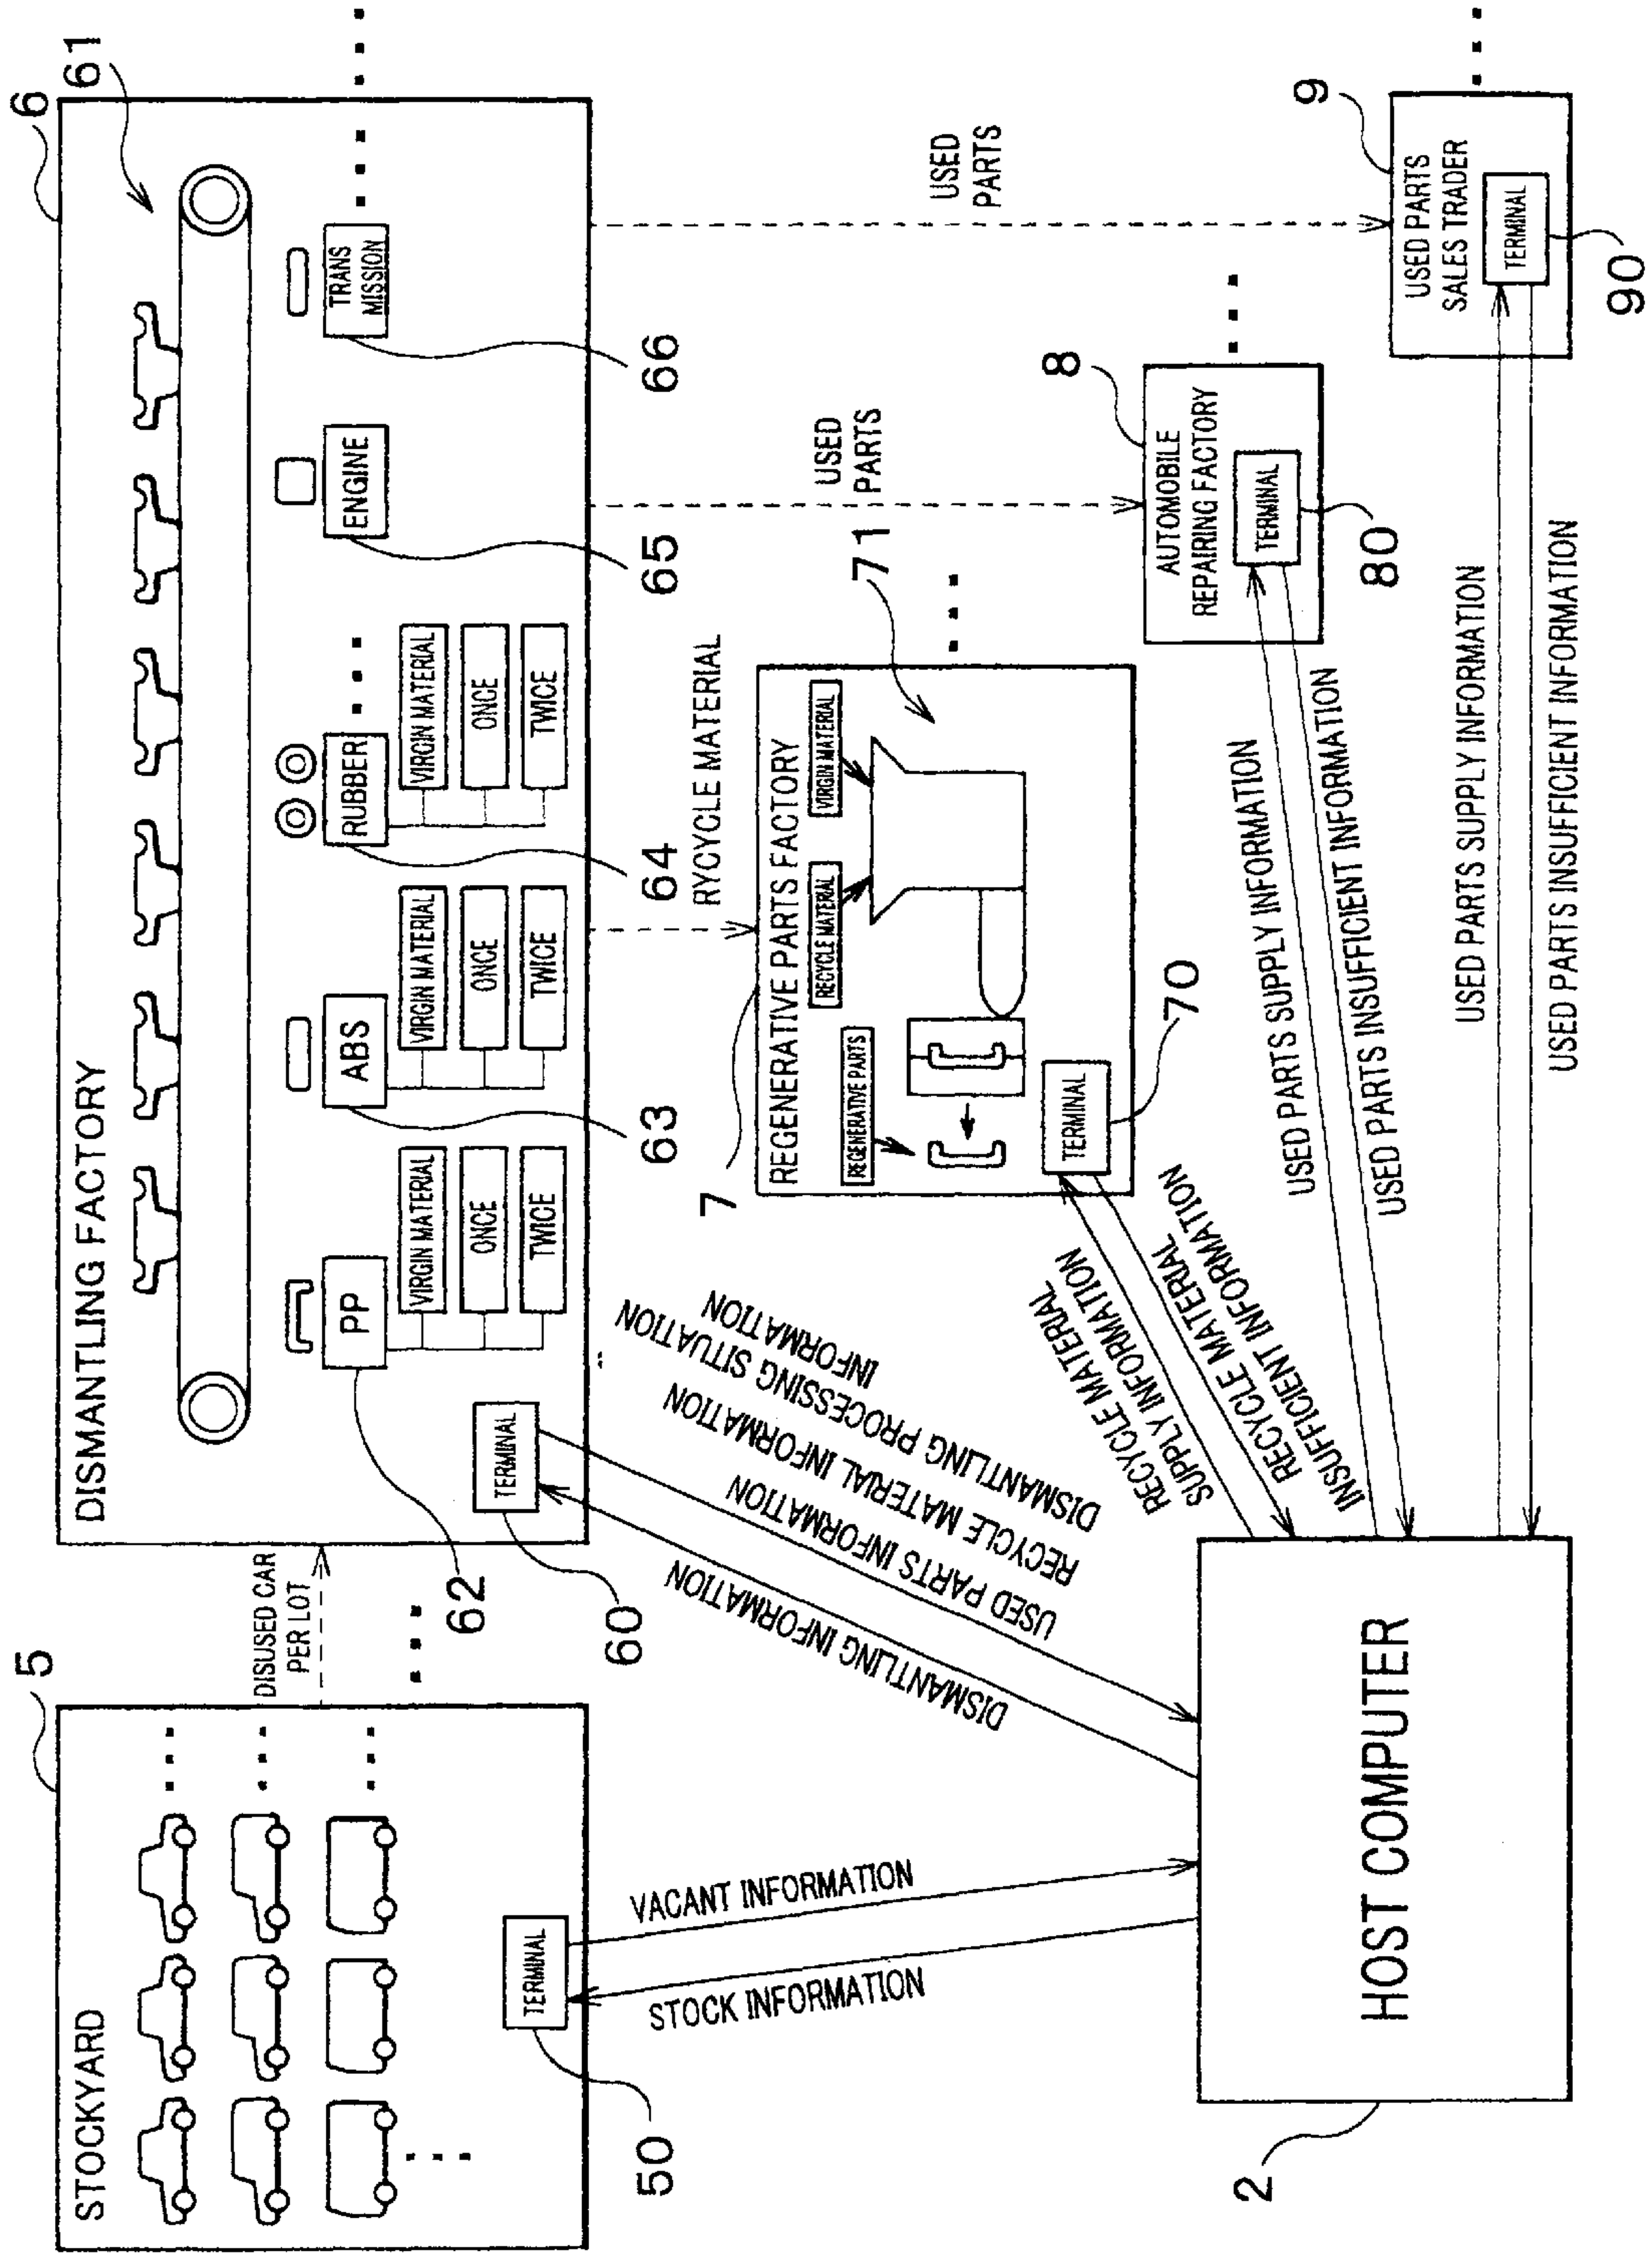 STOCKYARD
5
TERMINAL
50
DISUSED CAR
PER LOT
DISMANTLING FACTORY
6
61
PP
62
VIRGIN MATERIAL
ONCE
TWICE
ABS
63
VIRGIN MATERIAL
ONCE
TWICE
RUBBER
64
VIRGIN MATERIAL
ONCE
TWICE
ENGINE
65
TRANS
MISSION
66
TERMINAL
60
VACANT INFORMATION
STOCK INFORMATION
DISMANTLING INFORMATION
USED PARTS INFORMATION
RECYCLE MATERIAL INFORMATION
DISMANTLING PROCESSING SITUATION
INFORMATION
RYCYCLE MATERIAL
7
REGENERATIVE PARTS FACTORY
RECYCLE MATERIAL
VIRGIN MATERIAL
71
REGENERATIVE PARTS
TERMINAL
70
RECYCLE MATERIAL
SUPPLY INFORMATION
RECYCLE MATERIAL
INSUFFICIENT INFORMATION
USED
PARTS
8
AUTOMOBILE
REPAIRING FACTORY
TERMINAL
80
USED PARTS SUPPLY INFORMATION
USED PARTS INSUFFICIENT INFORMATION
USED
PARTS
9
USED PARTS
SALES TRADER
TERMINAL
90
USED PARTS SUPPLY INFORMATION
USED PARTS INSUFFICIENT INFORMATION
HOST COMPUTER
2